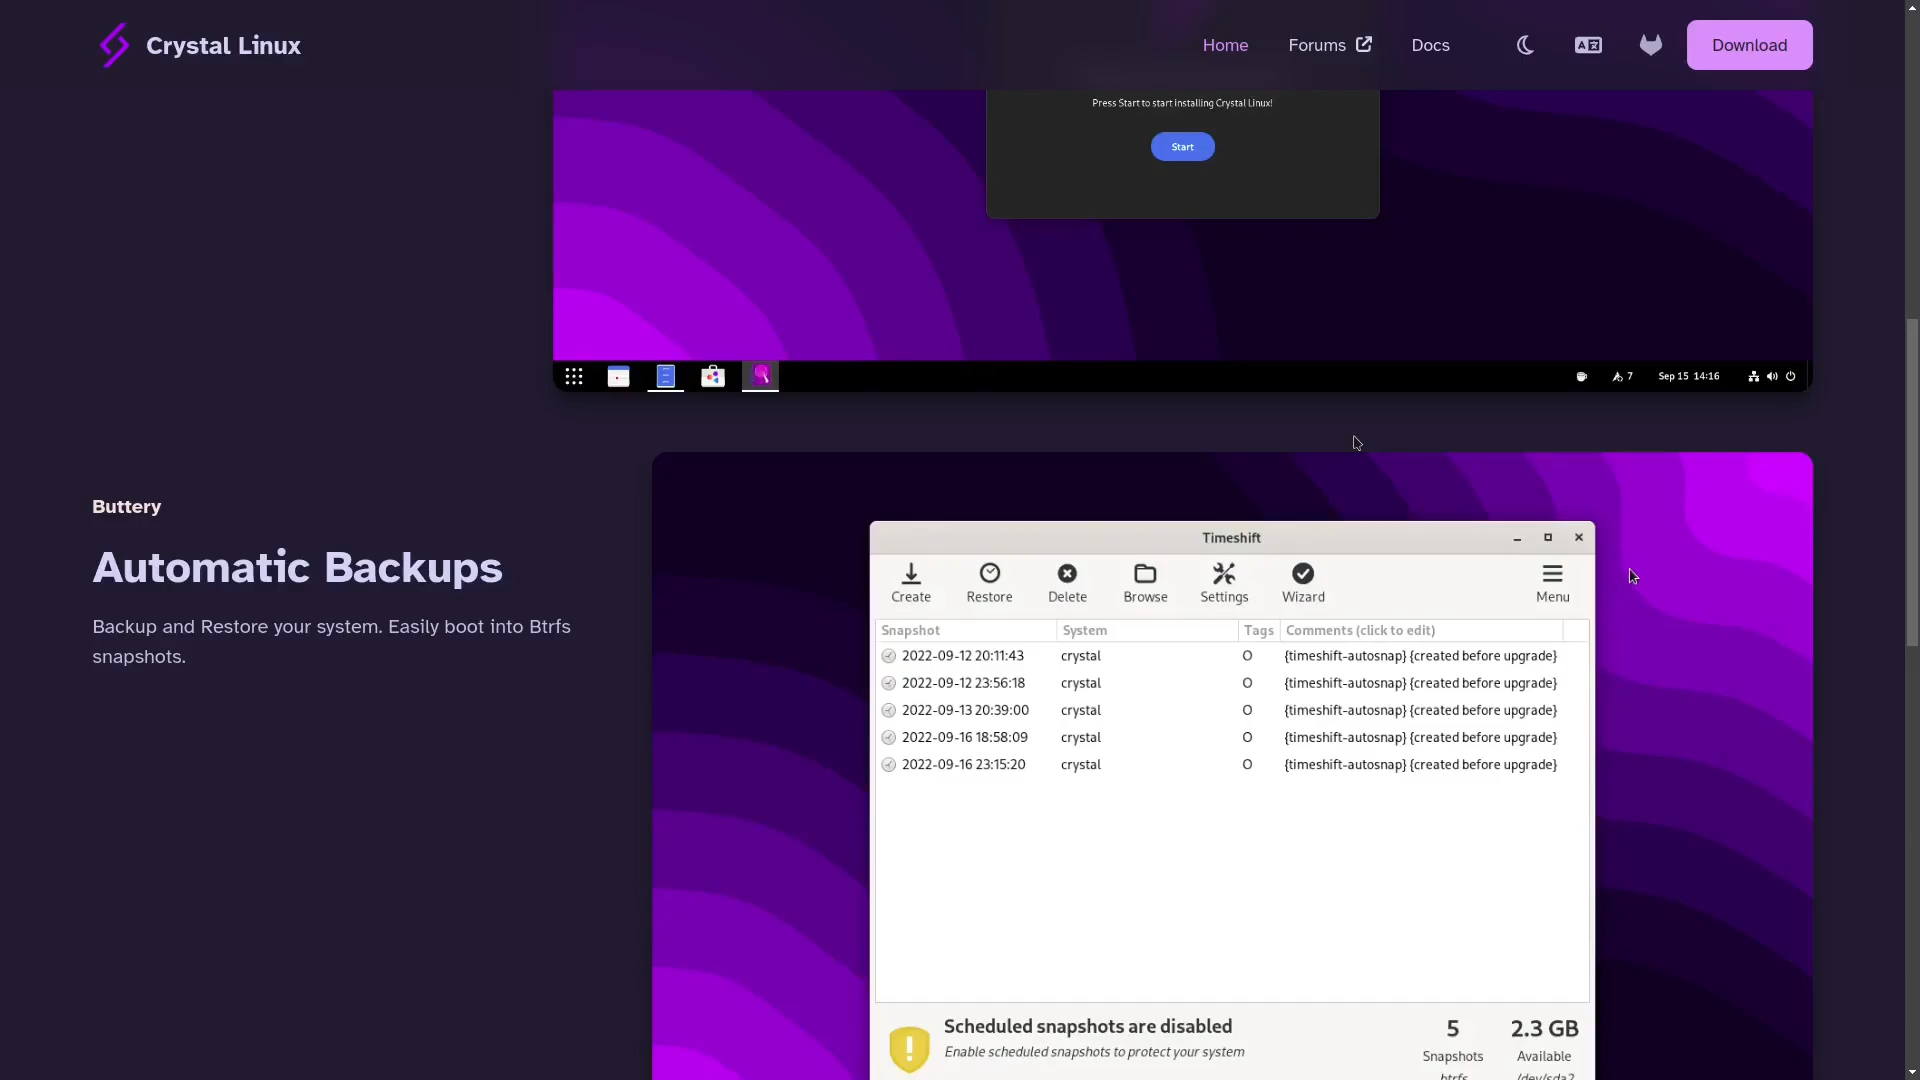 Crystal Linux
Home
Forums
Docs
Download
Press Start to start installing Crystal Linux!
Start
7
Sep 15 14:16
Buttery
Automatic Backups
Backup and Restore your system. Easily boot into Btrfs
snapshots.
Timeshift
Create
Restore
Delete
Browse
Settings
Wizard
Menu
Snapshot System Tags Comments (click to edit)
2022-09-12 20:11:43 crystal O {timeshift-autosnap} {created before upgrade}
2022-09-12 23:56:18 crystal O {timeshift-autosnap} {created before upgrade}
2022-09-13 20:39:00 crystal O {timeshift-autosnap} {created before upgrade}
2022-09-16 18:58:09 crystal O {timeshift-autosnap} {created before upgrade}
2022-09-16 23:15:20 crystal O {timeshift-autosnap} {created before upgrade}
Scheduled snapshots are disabled
Enable scheduled snapshots to protect your system
5
Snapshots
btrfs
2.3 GB
Available
/dev/sda2